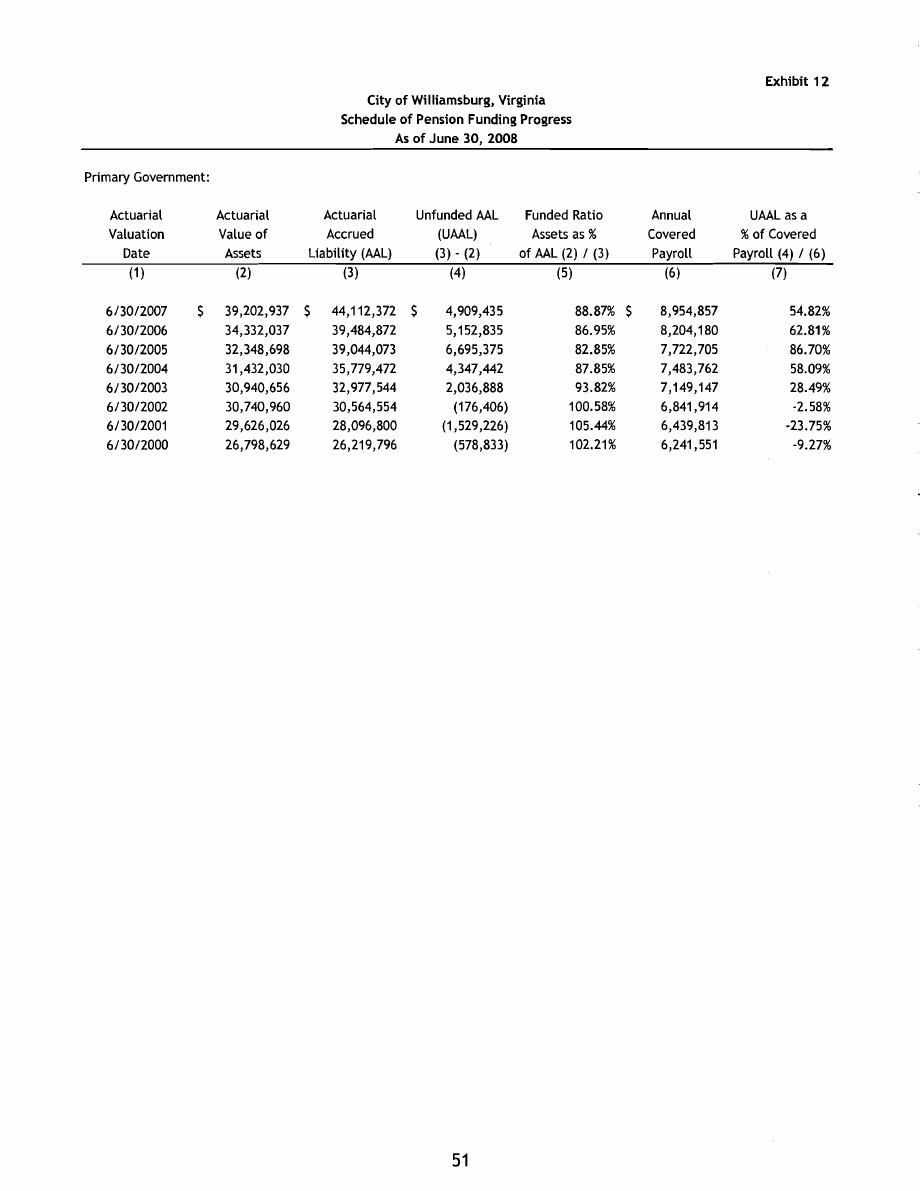 Exhibit 12
City of Williamsburg, Virginia
Schedule of Pension Funding Progress
As of June 30, 2008
Primary Government:
Actuarial Actuarial Actuarial Unfunded AAL Funded Ratio Annual UAAL as a
Valuation Value of Accrued (UAAL) Assets as % Covered % of Covered
Date Assets Liability (AAL) (3) - (2) of AAL (2) / (3) Payroll Payroll (4) / (6)
(1) (2) (3) (4) (5) (6) (7)
6/30/2007 $ 39,202,937 $ 44,112,372 $ 4,909,435 88.87% $ 8,954,857 54.82%
6/30/2006 34,332,037 39,484,872 5,152,835 86.95% 8,204,180 62.81%
6/30/2005 32,348,698 39,044,073 6,695,375 82.85% 7,722,705 86.70%
6/30/2004 31,432,030 35,779,472 4,347,442 87.85% 7,483,762 58.09%
6/30/2003 30,940,656 32,977,544 2,036,888 93.82% 7,149,147 28.49%
6/30/2002 30,740,960 30,564,554 (176,406) 100.58% 6,841,914 -2.58%
6/30/2001 29,626,026 28,096,800 (1,529,226) 105.44% 6,439,813 -23.75%
6/30/2000 26,798,629 26,219,796 (578,833) 102.21% 6,241,551 -9.27%
51